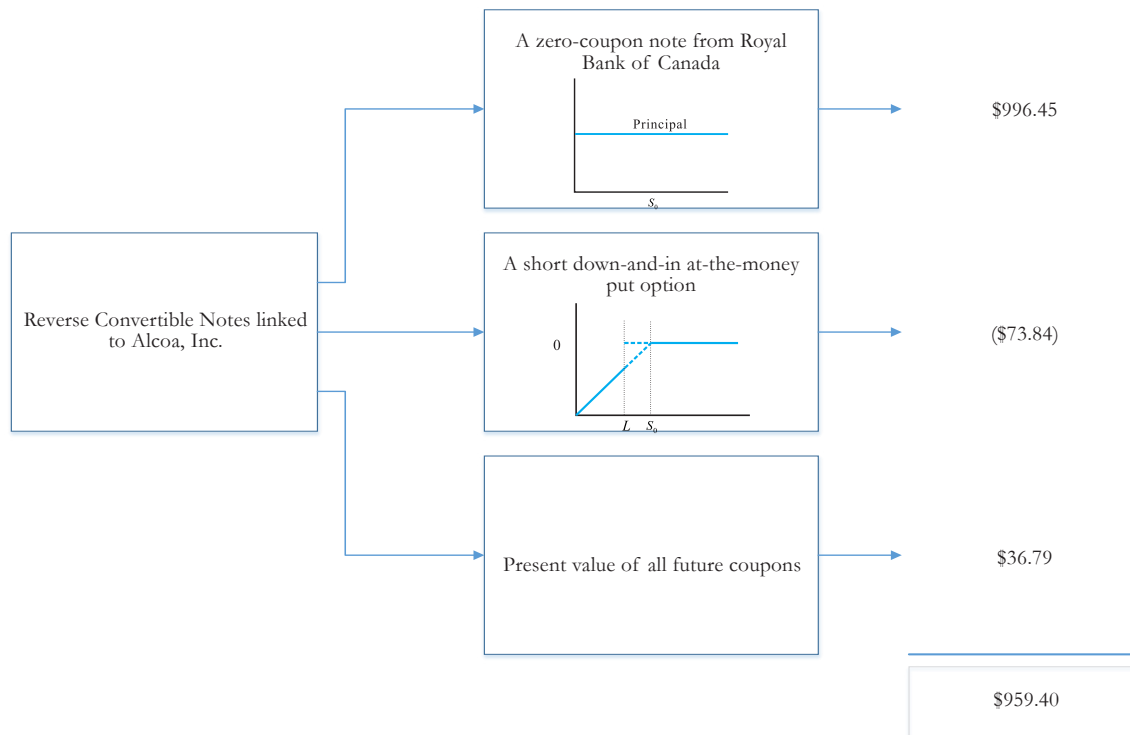 A zero-coupon note from Royal
Bank of Canada
Principal
S₀
$996.45
Reverse Convertible Notes linked
to Alcoa, Inc.
A short down-and-in at-the-money
put option
0
L S₀
($73.84)
Present value of all future coupons
$36.79
$959.40